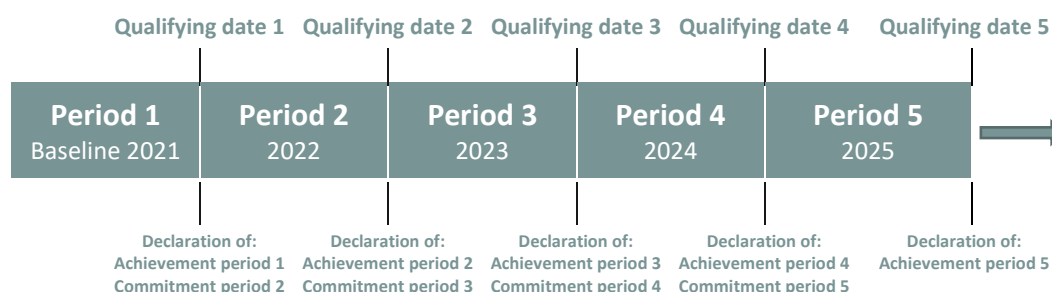 Qualifying date 1 Qualifying date 2 Qualifying date 3 Qualifying date 4 Qualifying date 5
Period 1 Period 2 Period 3 Period 4 Period 5
Baseline 2021 2022 2023 2024 2025
Declaration of: Declaration of: Declaration of: Declaration of: Declaration of:
Achievement period 1 Achievement period 2 Achievement period 3 Achievement period 4 Achievement period 5
Commitment period 2 Commitment period 3 Commitment period 4 Commitment period 5